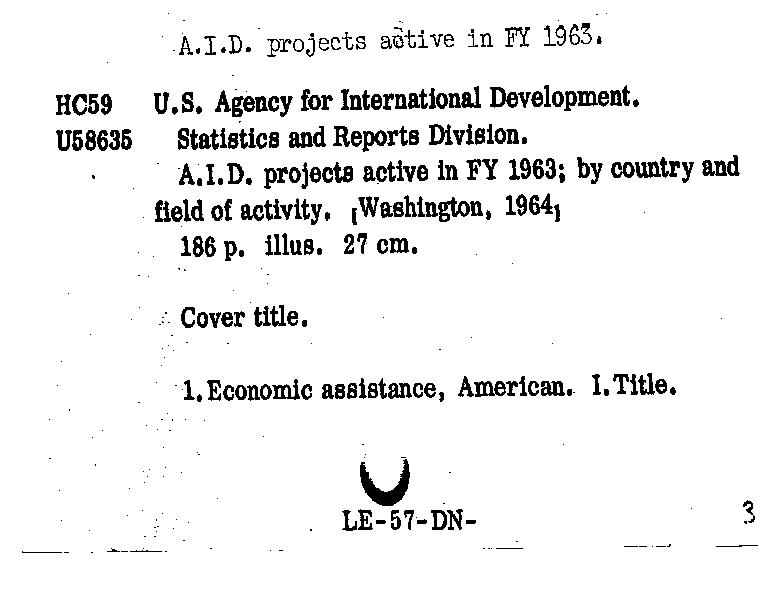 A.I.D. projects active in FY 1963.
HC59 U.S. Agency for International Development.
U58635 Statistics and Reports Division.
A.I.D. projects active in FY 1963; by country and
field of activity. [Washington, 1964]
186 p. illus. 27 cm.
Cover title.
1. Economic assistance, American. I. Title.
LE-57-DN- 3